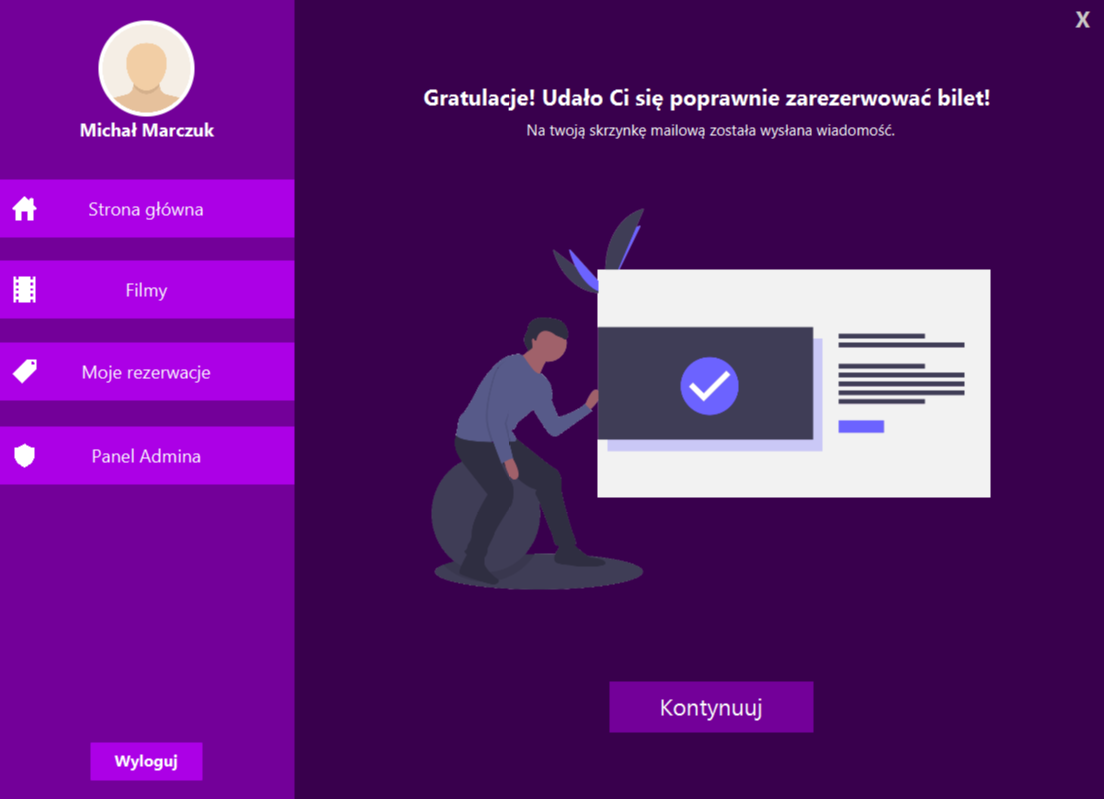 X
Michał Marczuk
Strona główna
Filmy
Moje rezerwacje
Panel Admina
Wyloguj
Gratulacje! Udało Ci się poprawnie zarezerwować bilet!
Na twoją skrzynkę mailową została wysłana wiadomość.
Kontynuuj